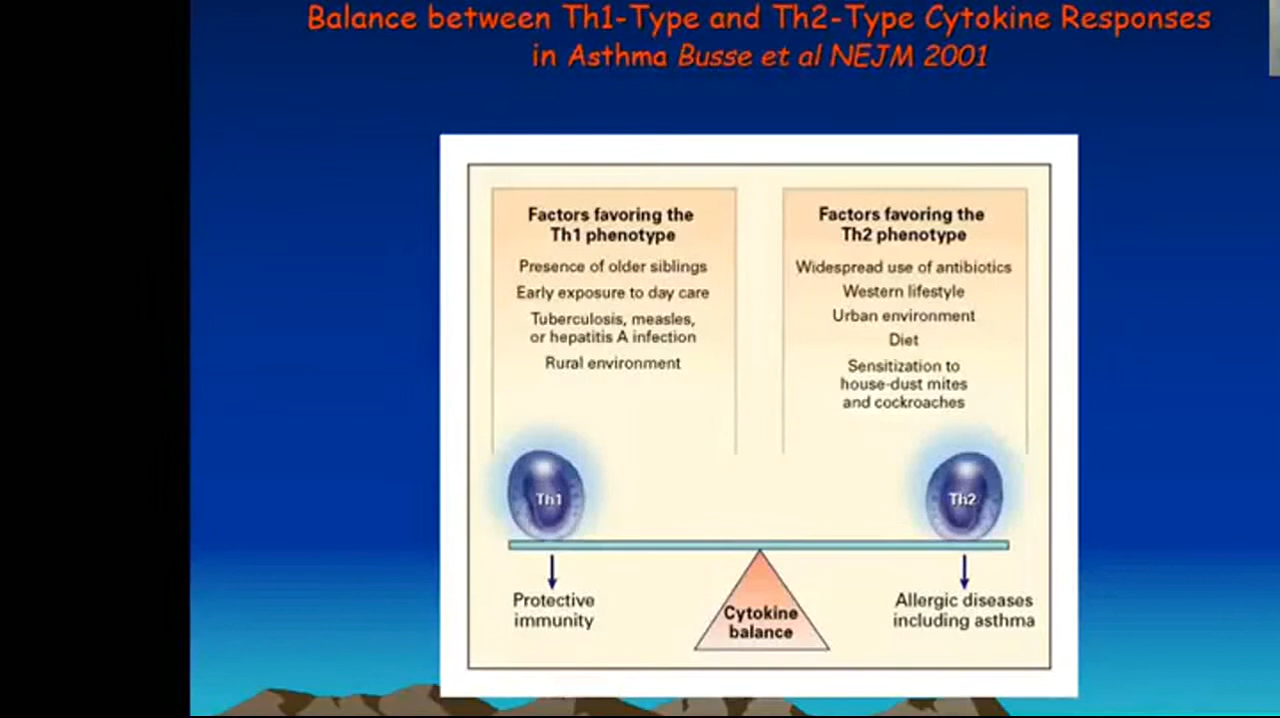 Balance between Th1-Type and Th2-Type Cytokine Responses
in Asthma Busse et al NEJM 2001
Factors favoring the
Th1 phenotype
Presence of older siblings
Early exposure to day care
Tuberculosis, measles,
or hepatitis A infection
Rural environment
Factors favoring the
Th2 phenotype
Widespread use of antibiotics
Western lifestyle
Urban environment
Diet
Sensitization to
house-dust mites
and cockroaches
Th1
Th2
Protective
immunity
Cytokine
balance
Allergic diseases
including asthma